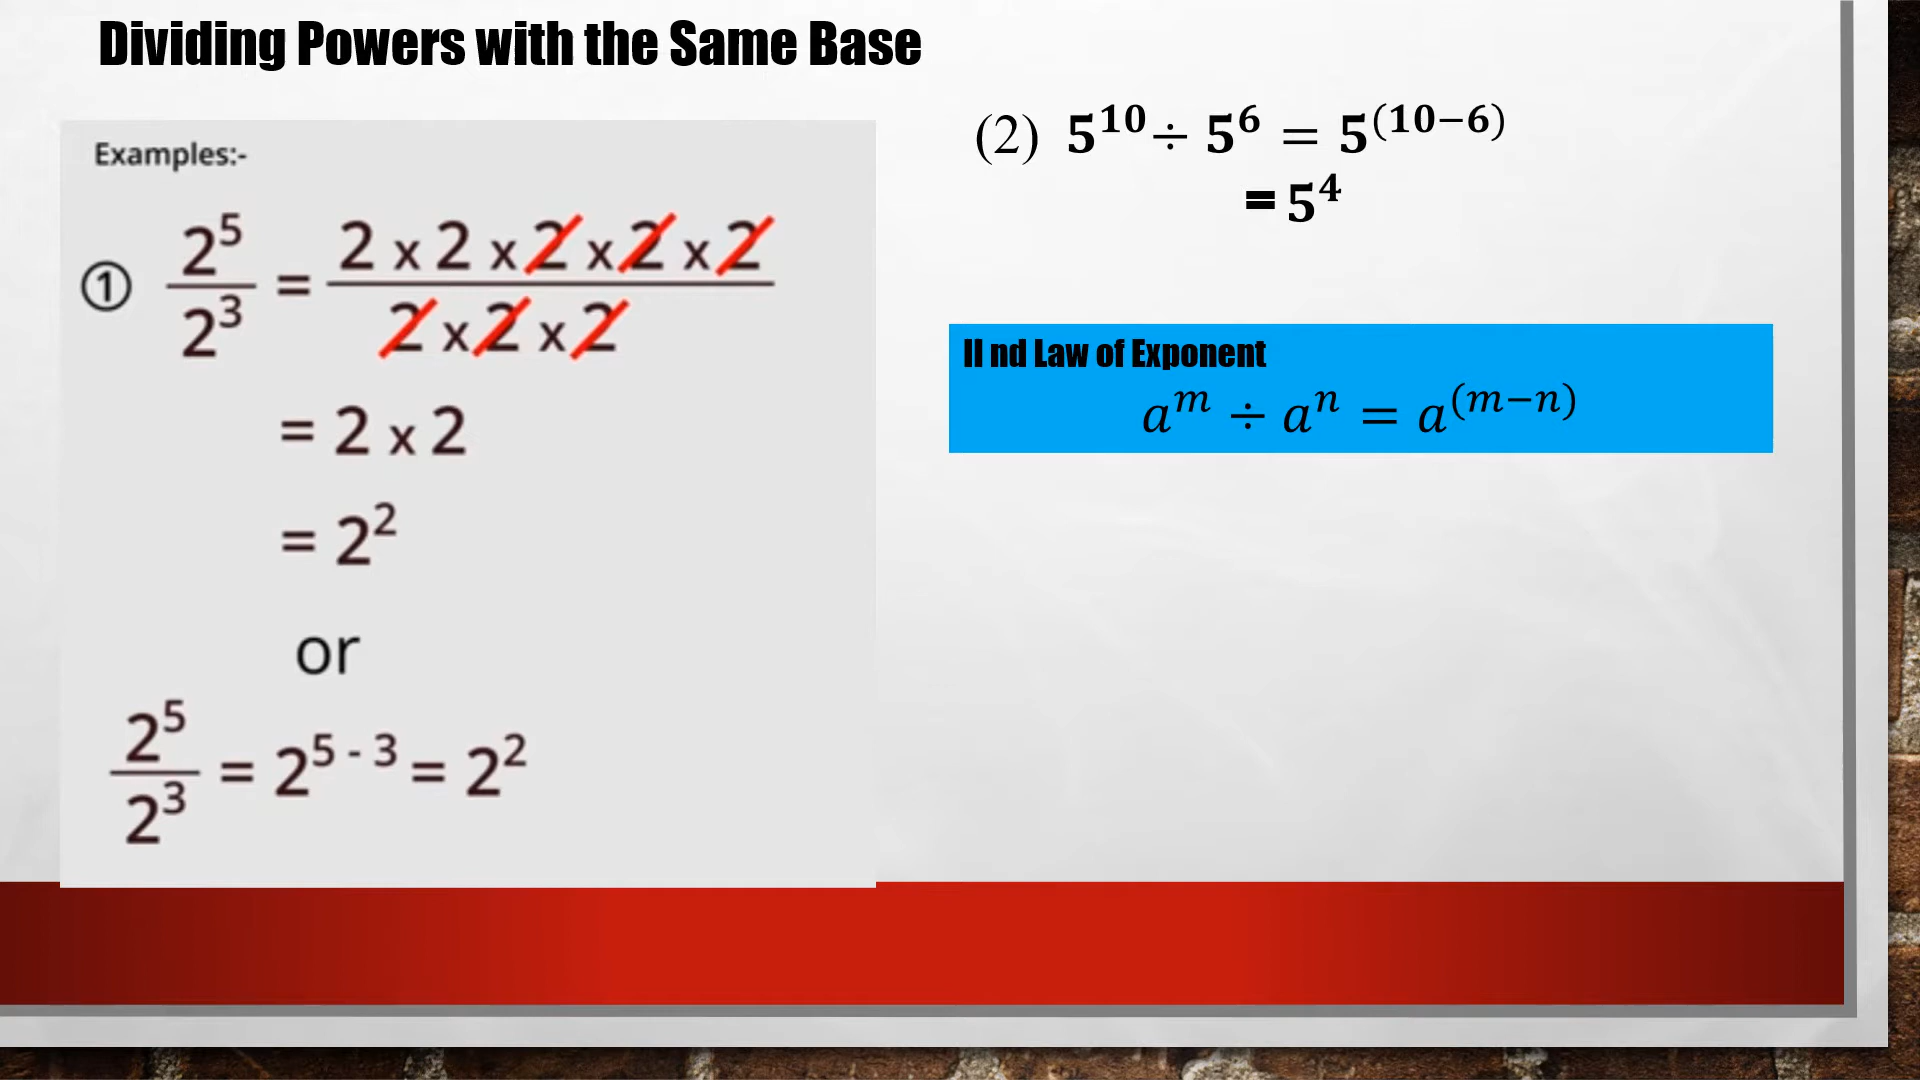 Dividing Powers with the Same Base
Examples:-
① 2⁵/2³ = 2 x 2 x 2 x 2 x 2 / 2 x 2 x 2
= 2 x 2
= 2²
or
2⁵/2³ = 2⁵ ⁻ ³ = 2²
(2) 5¹⁰ ÷ 5⁶ = 5⁽¹⁰⁻⁶⁾
= 5⁴
II nd Law of Exponent
aᵐ ÷ aⁿ = a⁽ᵐ⁻ⁿ⁾